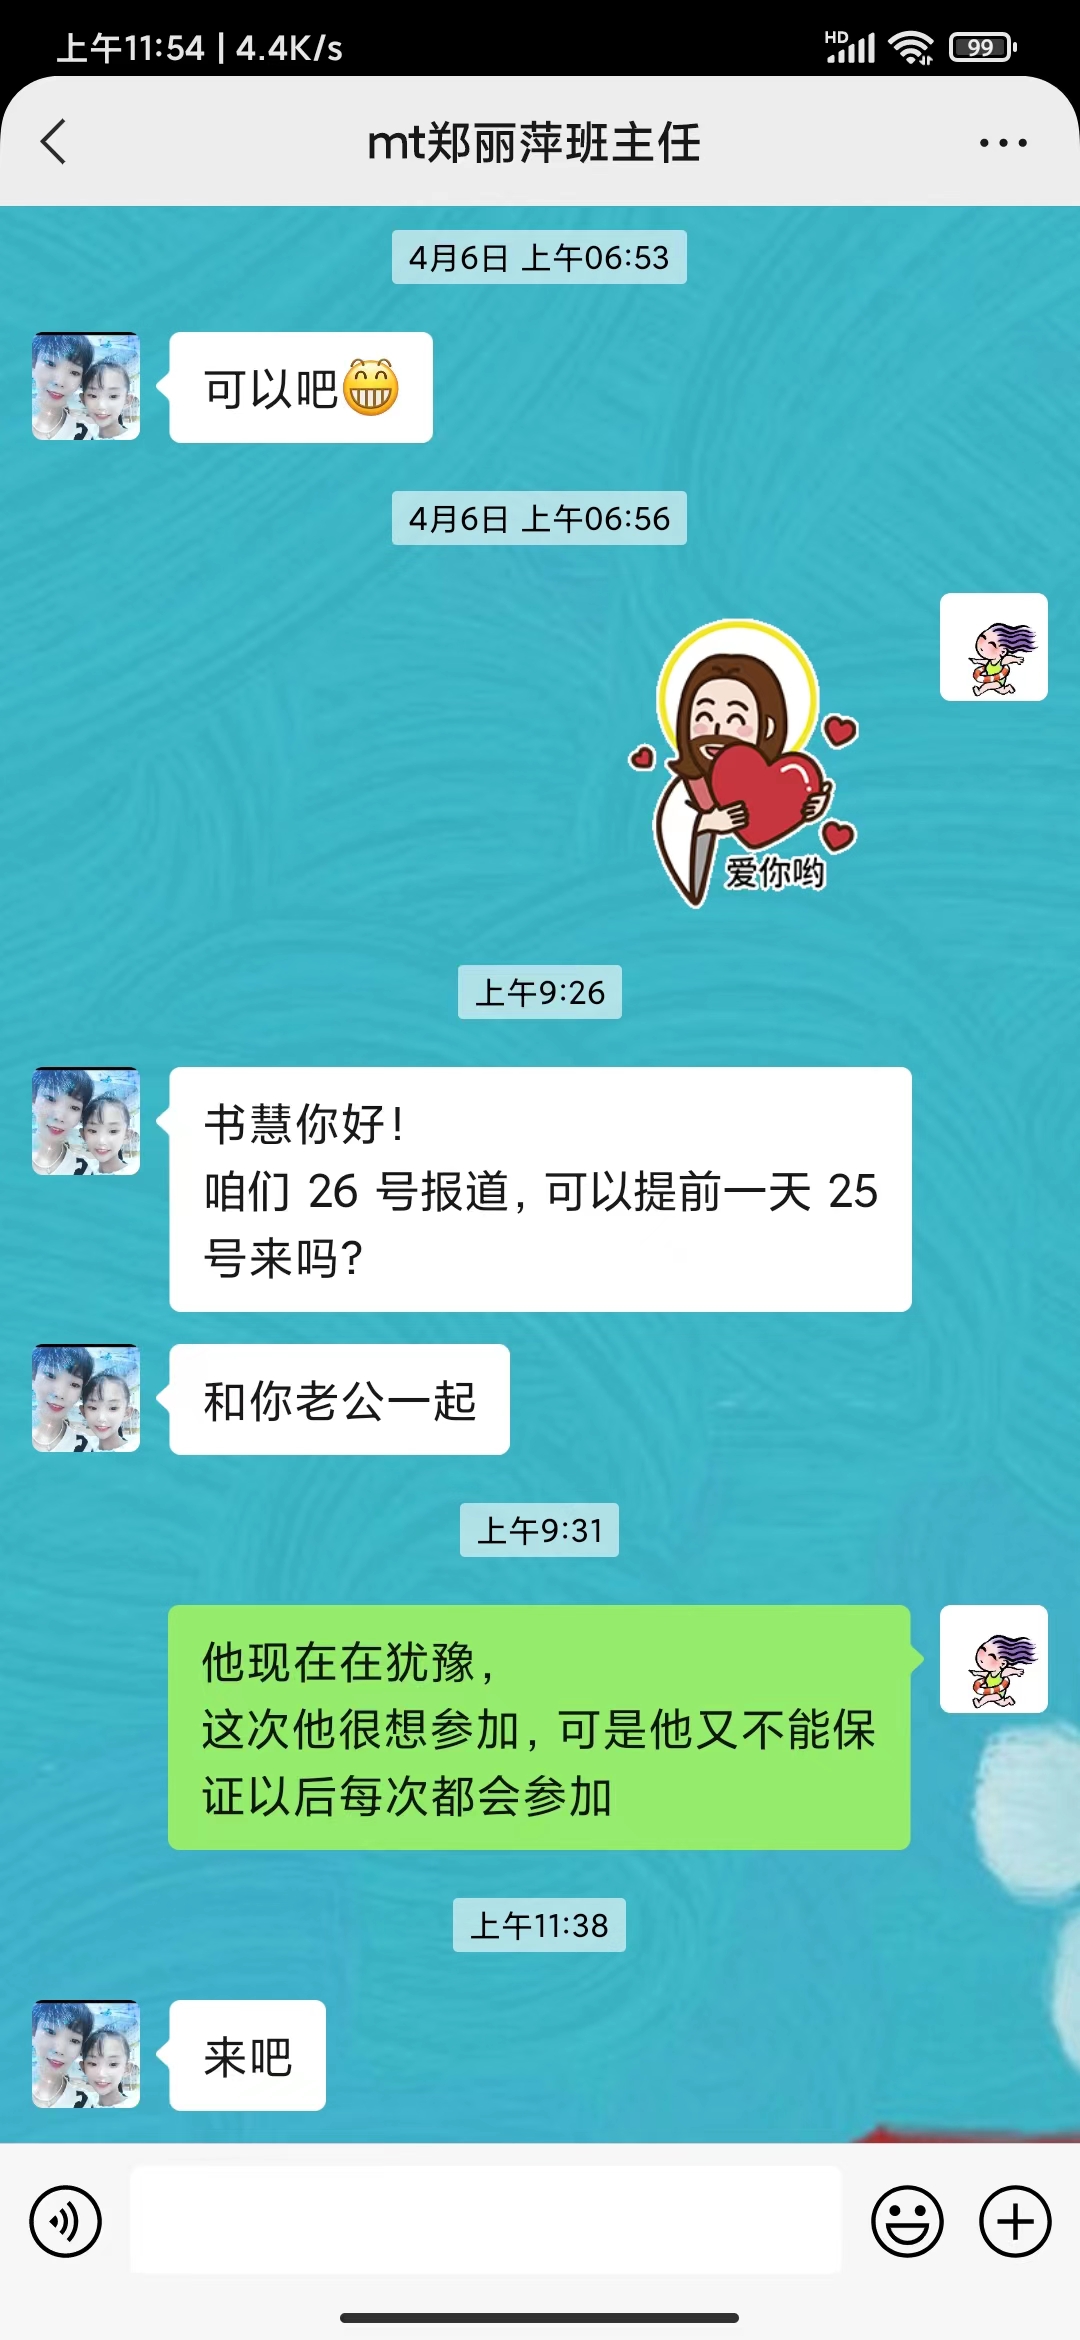 上午11:54 | 4.4K/s
HD
99
mt郑丽萍班主任
4月6日 上午06:53
可以吧
4月6日 上午06:56
爱你哟
上午9:26
书慧你好!
咱们 26 号报道, 可以提前一天 25
号来吗?
和你老公一起
上午9:31
他现在在犹豫,
这次他很想参加, 可是他又不能保
证以后每次都会参加
上午11:38
来吧